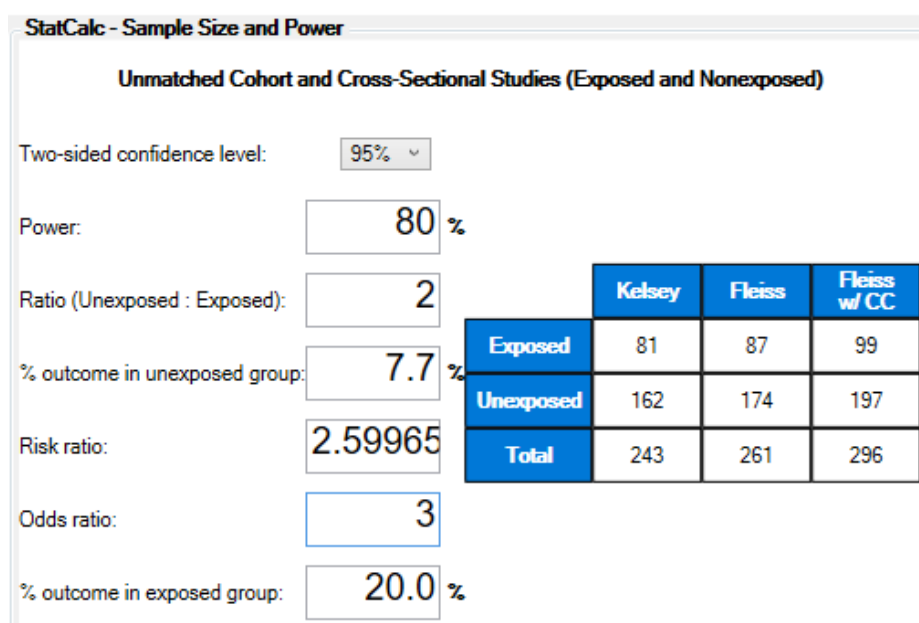 StatCalc - Sample Size and Power
Unmatched Cohort and Cross-Sectional Studies (Exposed and Nonexposed)
Two-sided confidence level: 95%
Power: 80 %
Ratio (Unexposed : Exposed): 2
% outcome in unexposed group: 7.7 %
Risk ratio: 2.59965
Odds ratio: 3
% outcome in exposed group: 20.0 %
Kelsey Fleiss Fleiss w/ CC
Exposed 81 87 99
Unexposed 162 174 197
Total 243 261 296